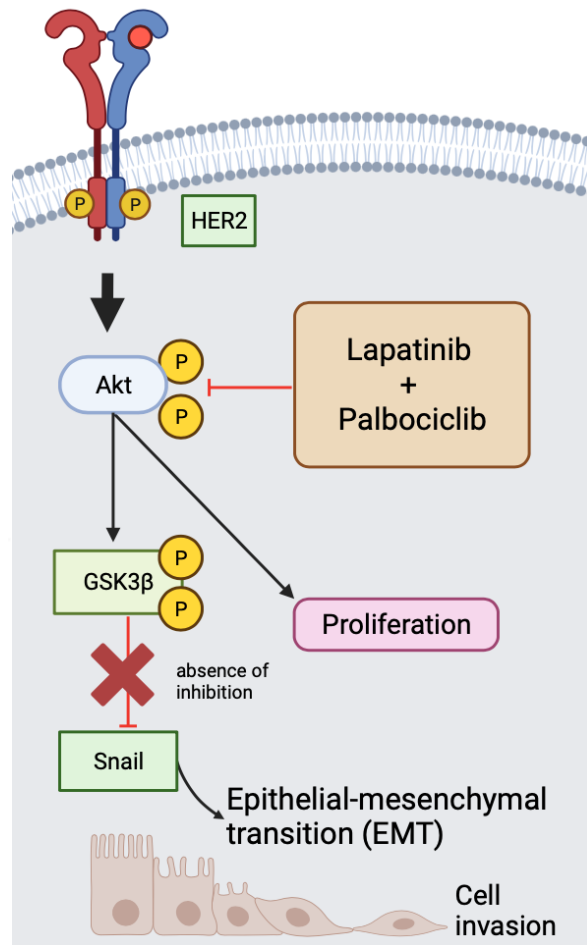 P
P
HER2
Akt
P
P
Lapatinib
+
Palbociclib
GSK3β
P
P
Proliferation
absence of
inhibition
Snail
Epithelial-mesenchymal
transition (EMT)
Cell
invasion